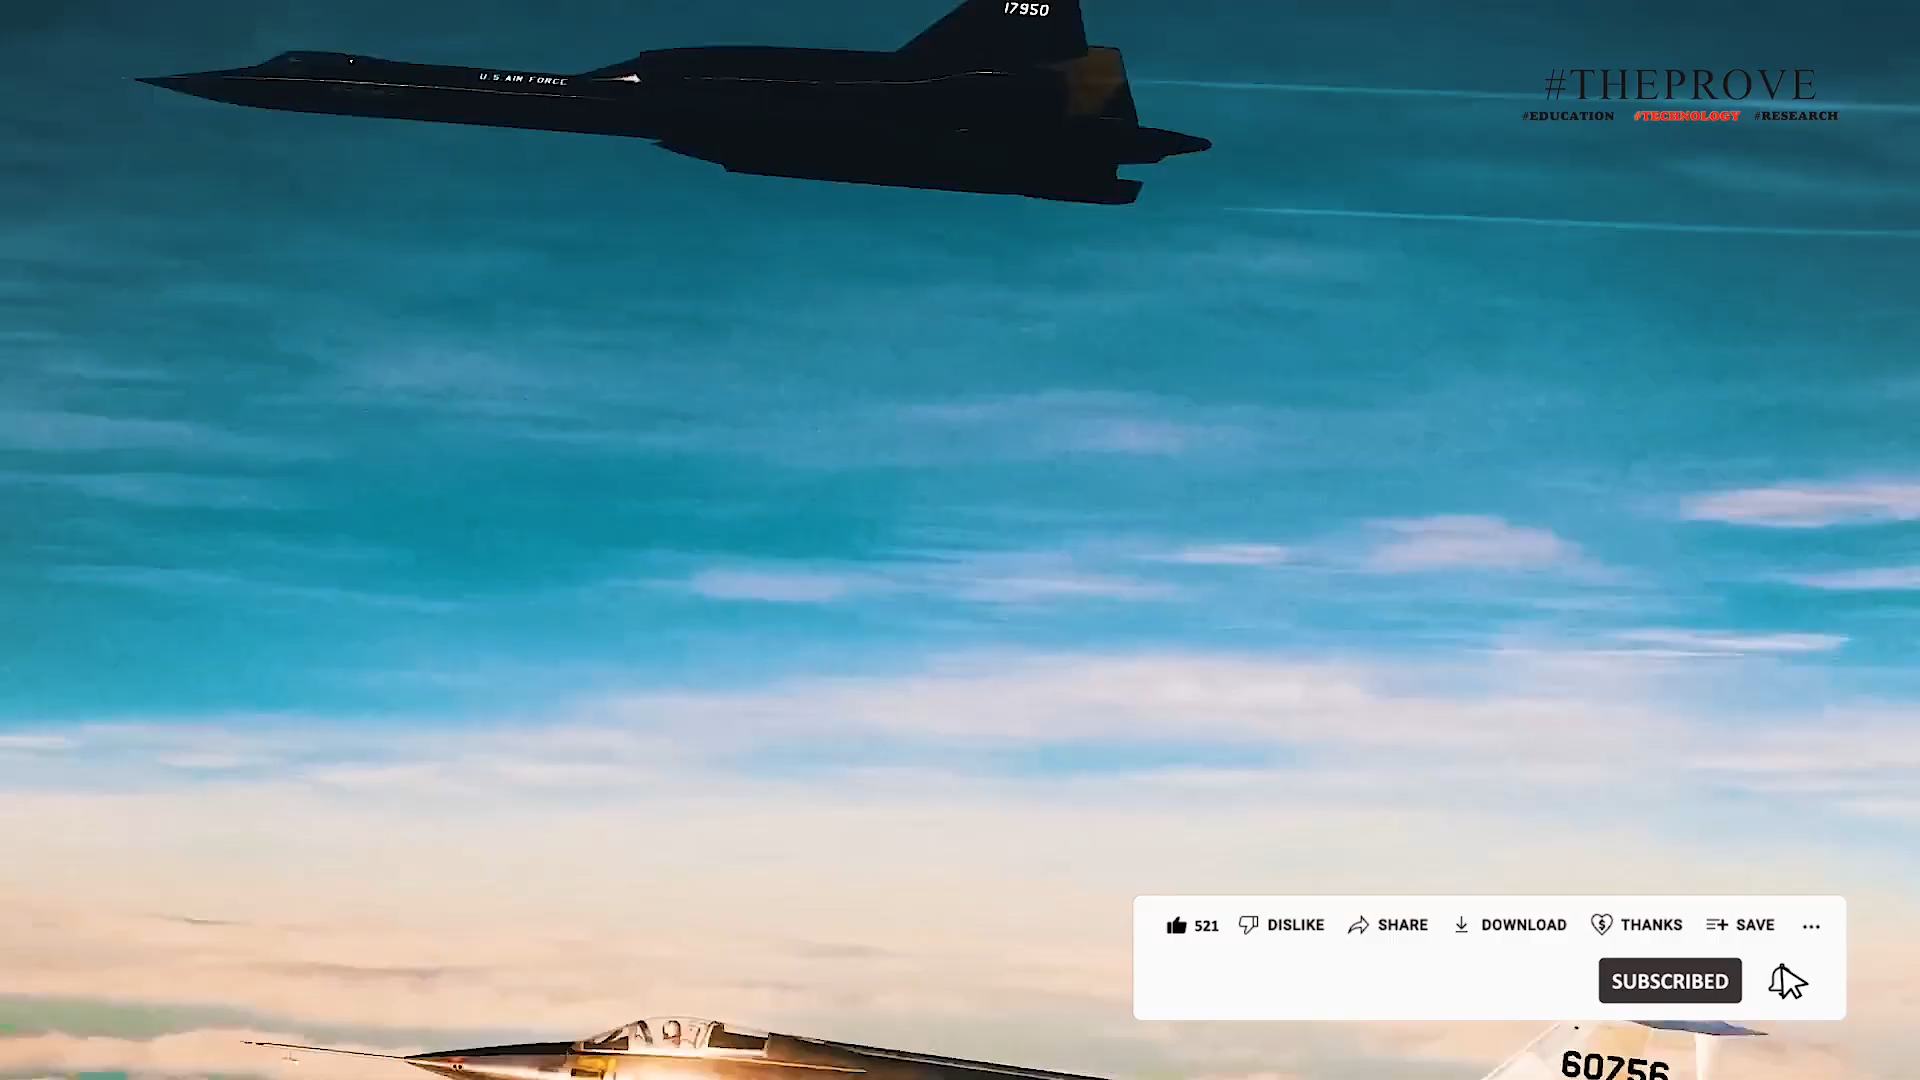 17950
U.S. AIR FORCE
#THEPROVE
#EDUCATION #TECHNOLOGY #RESEARCH
521 DISLIKE SHARE DOWNLOAD THANKS SAVE ...
SUBSCRIBED
60756